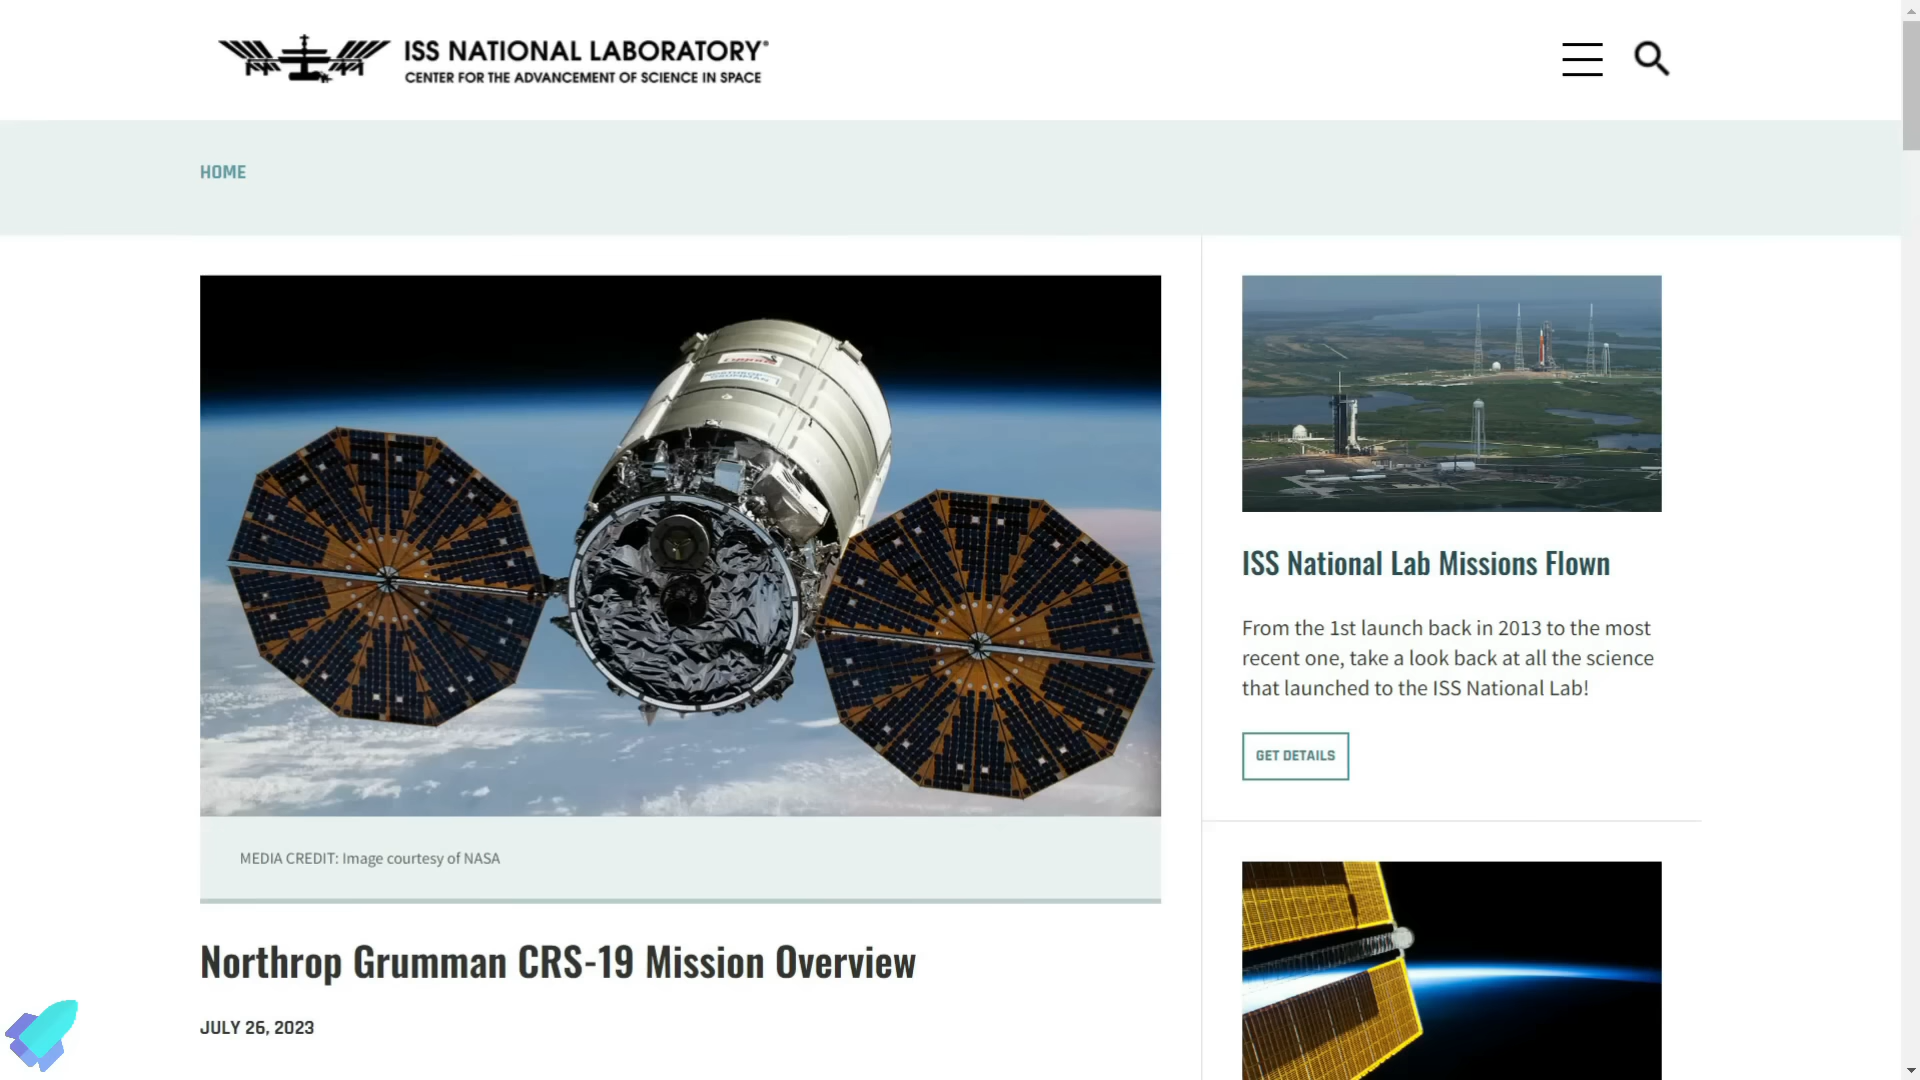 ISS NATIONAL LABORATORY®
CENTER FOR THE ADVANCEMENT OF SCIENCE IN SPACE
HOME
MEDIA CREDIT: Image courtesy of NASA
Northrop Grumman CRS-19 Mission Overview
JULY 26, 2023
ISS National Lab Missions Flown
From the 1st launch back in 2013 to the most
recent one, take a look back at all the science
that launched to the ISS National Lab!
GET DETAILS